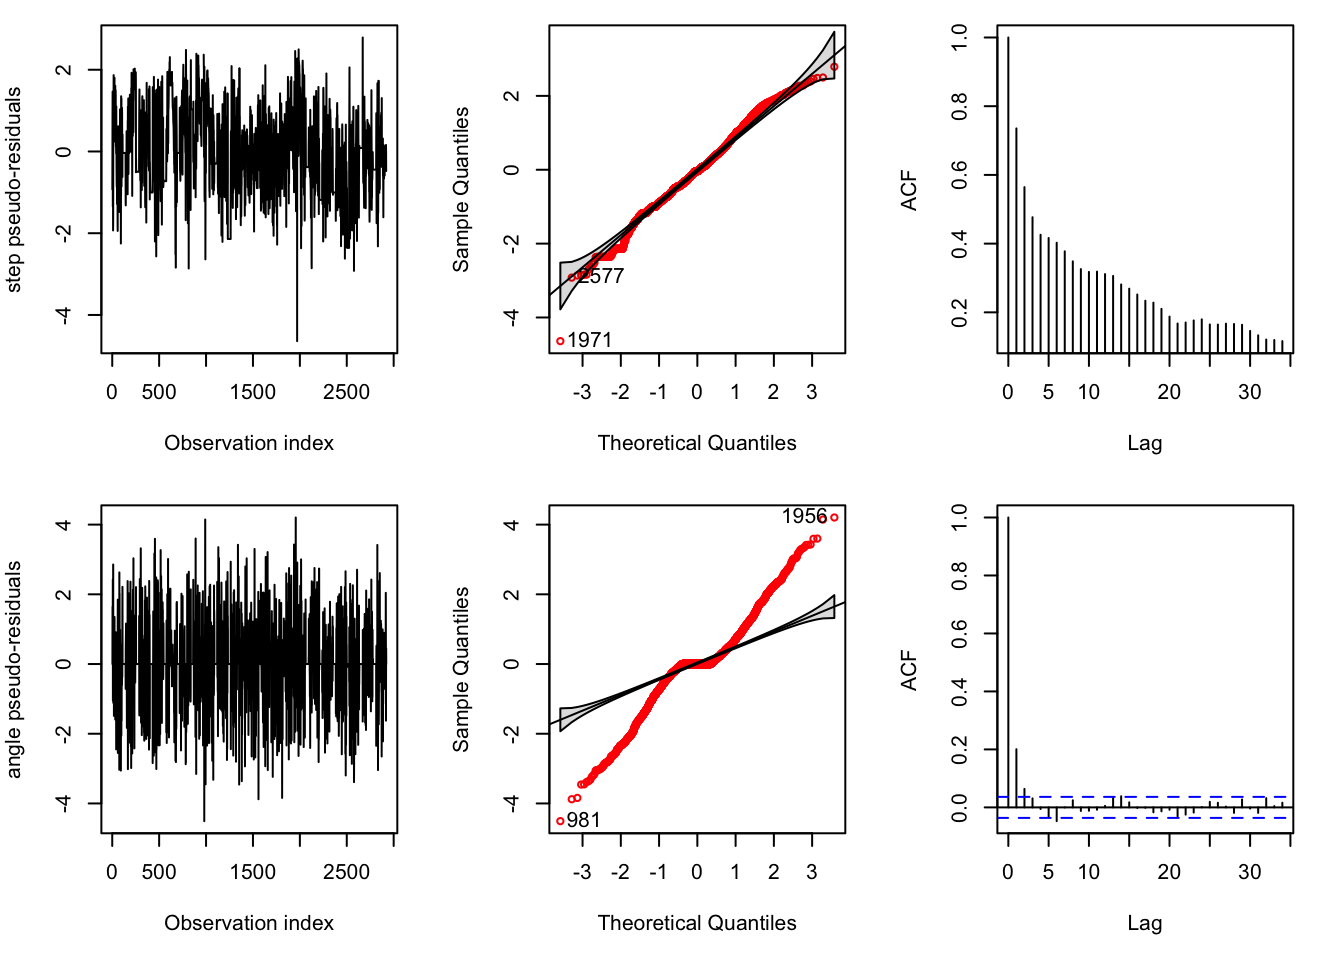 step pseudo-residuals
2
0
-2
-4
0 500 1500 2500
Observation index
Sample Quantiles
2
0
-2
-4
2577
1971
-3 -2 -1 0 1 2 3
Theoretical Quantiles
ACF
1.0
0.8
0.6
0.4
0.2
0 5 10 20 30
Lag
angle pseudo-residuals
4
2
0
-2
-4
0 500 1500 2500
Observation index
Sample Quantiles
4
2
0
-2
-4
1956
981
-3 -2 -1 0 1 2 3
Theoretical Quantiles
ACF
1.0
0.8
0.6
0.4
0.2
0.0
0 5 10 20 30
Lag